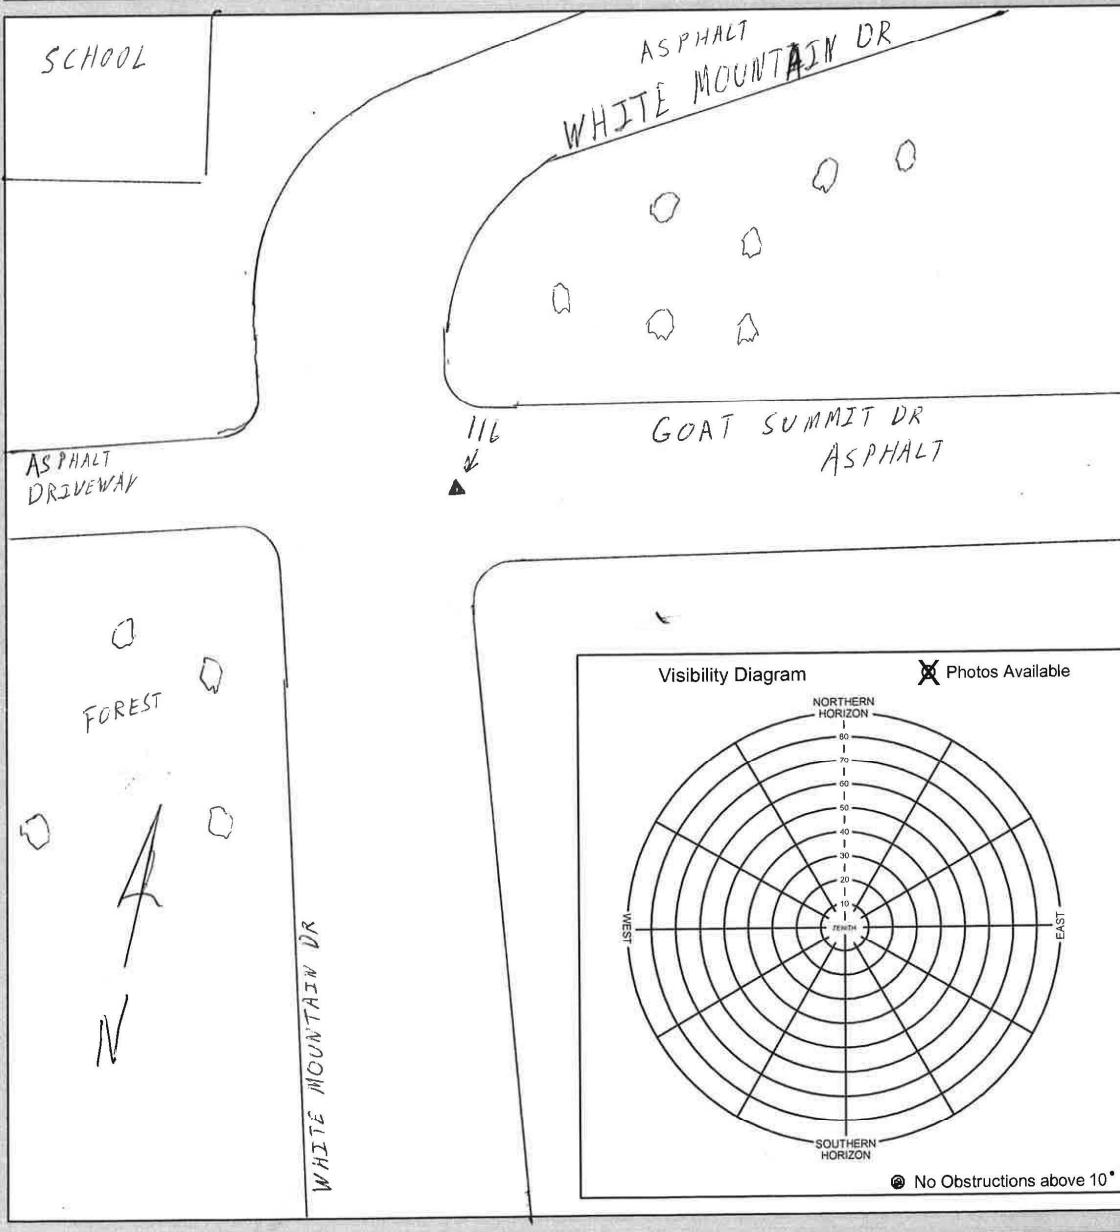 SCHOOL
ASPHALT
WHITE MOUNTAIN DR
116
GOAT SUMMIT DR
ASPHALT
ASPHALT
DRIVEWAY
FOREST
N
WHITE MOUNTAIN DR
Visibility Diagram
Photos Available
NORTHERN
HORIZON
80
70
60
50
40
30
20
10
ZENITH
WEST
EAST
SOUTHERN
HORIZON
No Obstructions above 10°